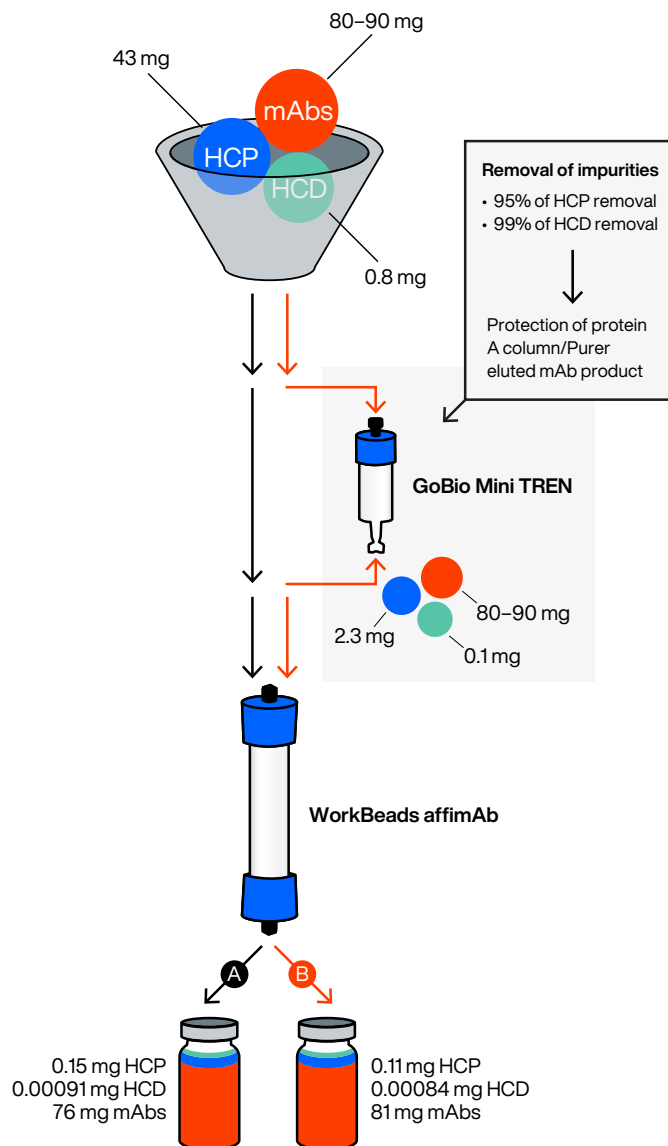 80–90 mg
43 mg
mAbs
HCP
HCD
0.8 mg
Removal of impurities
• 95% of HCP removal
• 99% of HCD removal
Protection of protein
A column/Purer
eluted mAb product
GoBio Mini TREN
80–90 mg
2.3 mg
0.1 mg
WorkBeads affimAb
A
B
0.15 mg HCP
0.00091 mg HCD
76 mg mAbs
0.11 mg HCP
0.00084 mg HCD
81 mg mAbs